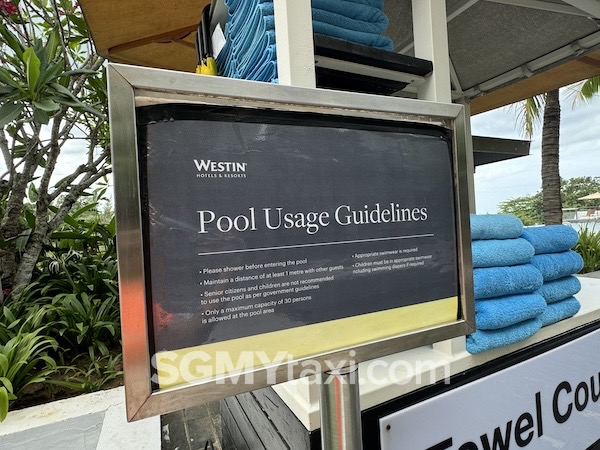 WESTIN
HOTELS & RESORTS
Pool Usage Guidelines
• Please shower before entering the pool
• Maintain a distance of at least 1 metre with other guests
• Senior citizens and children are not recommended
to use the pool as per government guidelines
• Only a maximum capacity of 30 persons
is allowed at the pool area
• Appropriate swimwear is required
• Children must be in appropriate swimwear
including swimming diapers if required
SGMYtaxi.com
Towel Cou